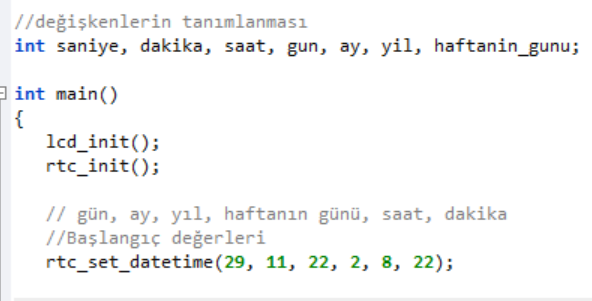 //değişkenlerin tanımlanması
int saniye, dakika, saat, gun, ay, yil, haftanin_gunu;
int main()
{
lcd_init();
rtc_init();
// gün, ay, yıl, haftanın günü, saat, dakika
//Başlangıç değerleri
rtc_set_datetime(29, 11, 22, 2, 8, 22);